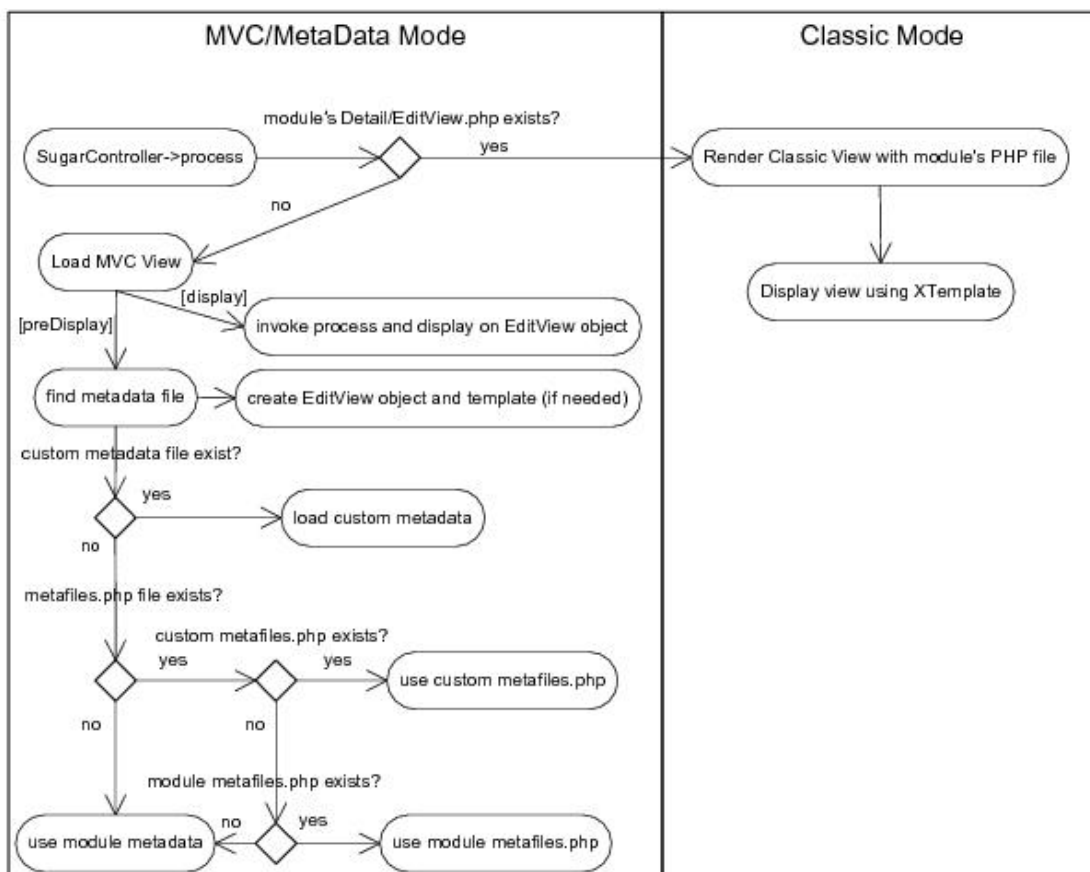 MVC/MetaData Mode
Classic Mode
module's Detail/EditView.php exists?
SugarController->process
yes
Render Classic View with module's PHP file
no
Load MVC View
Display view using XTemplate
[display]
[preDisplay]
invoke process and display on EditView object
find metadata file
create EditView object and template (if needed)
custom metadata file exist?
yes
load custom metadata
no
metafiles.php file exists?
custom metafiles.php exists?
yes
yes
use custom metafiles.php
no
no
module metafiles.php exists?
use module metadata
no
yes
use module metafiles.php